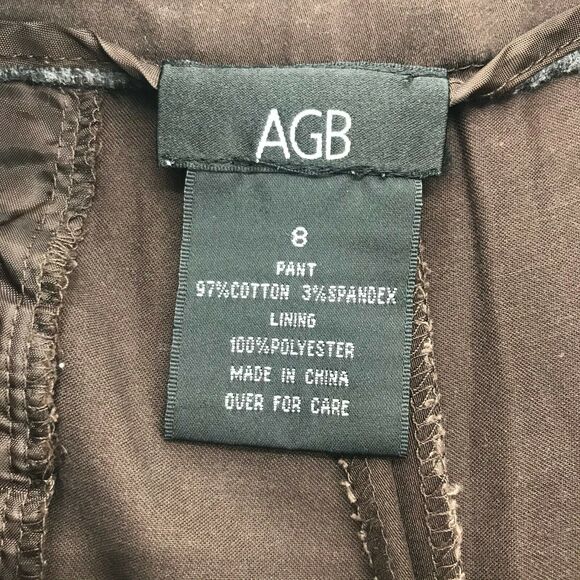 AGB
8
PANT
97%COTTON 3%SPANDEX
LINING
100%POLYESTER
MADE IN CHINA
OVER FOR CARE